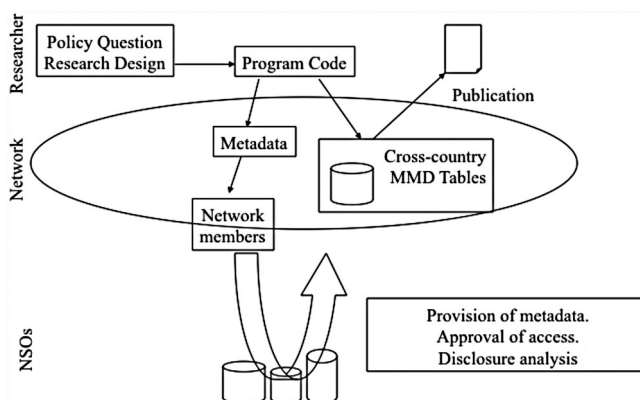 Researcher
Policy Question
Research Design
Program Code
Publication
Network
Metadata
Cross-country
MMD Tables
Network
members
NSOs
Provision of metadata.
Approval of access.
Disclosure analysis